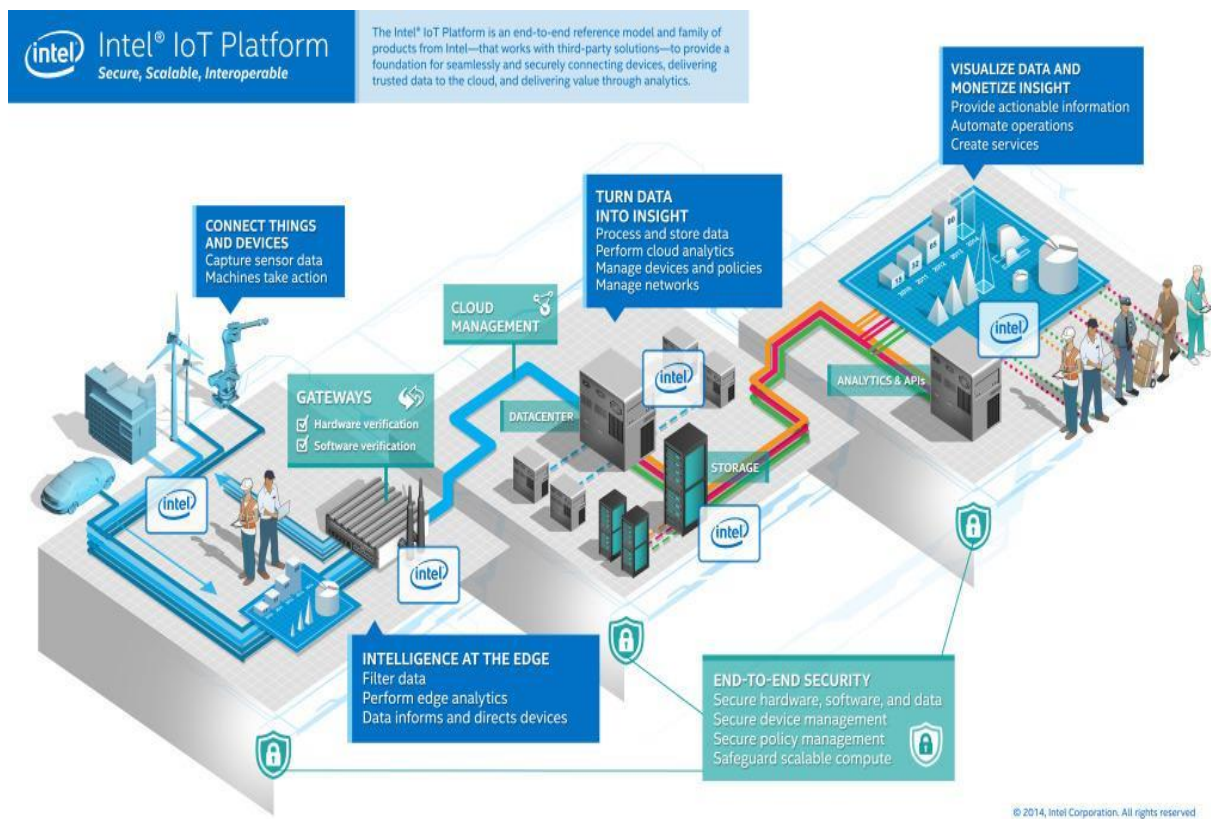 intel
Intel® IoT Platform
Secure, Scalable, Interoperable
The Intel® IoT Platform is an end-to-end reference model and family of
products from Intel—that works with third-party solutions—to provide a
foundation for seamlessly and securely connecting devices, delivering
trusted data to the cloud, and delivering value through analytics.
VISUALIZE DATA AND
MONETIZE INSIGHT
Provide actionable information
Automate operations
Create services
TURN DATA
INTO INSIGHT
Process and store data
Perform cloud analytics
Manage devices and policies
Manage networks
CONNECT THINGS
AND DEVICES
Capture sensor data
Machines take action
CLOUD
MANAGEMENT
GATEWAYS
Hardware verification
Software verification
DATACENTER
STORAGE
ANALYTICS & APIs
2010 2011 2012 2013 2014
intel
intel
intel
intel
intel
INTELLIGENCE AT THE EDGE
Filter data
Perform edge analytics
Data informs and directs devices
END-TO-END SECURITY
Secure hardware, software, and data
Secure device management
Secure policy management
Safeguard scalable compute
© 2014, Intel Corporation. All rights reserved